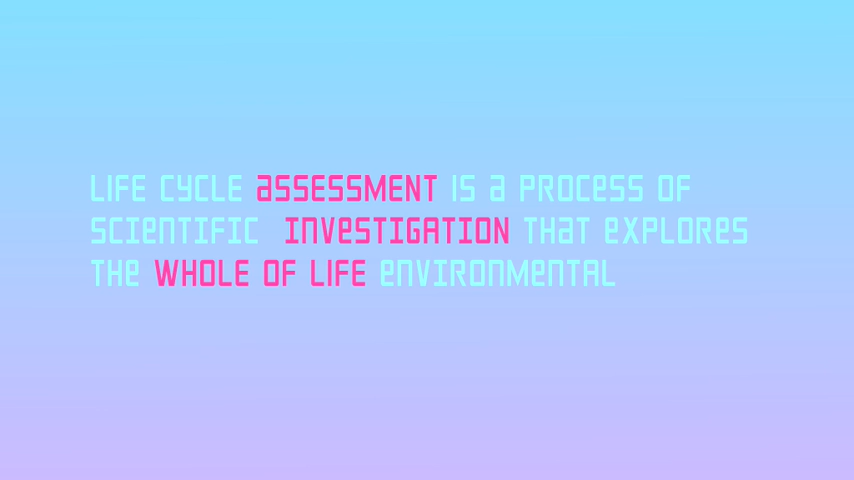 LIFE CYCLE ASSESSMENT IS A PROCESS OF
SCIENTIFIC INVESTIGATION THAT EXPLORES
THE WHOLE OF LIFE ENVIRONMENTAL